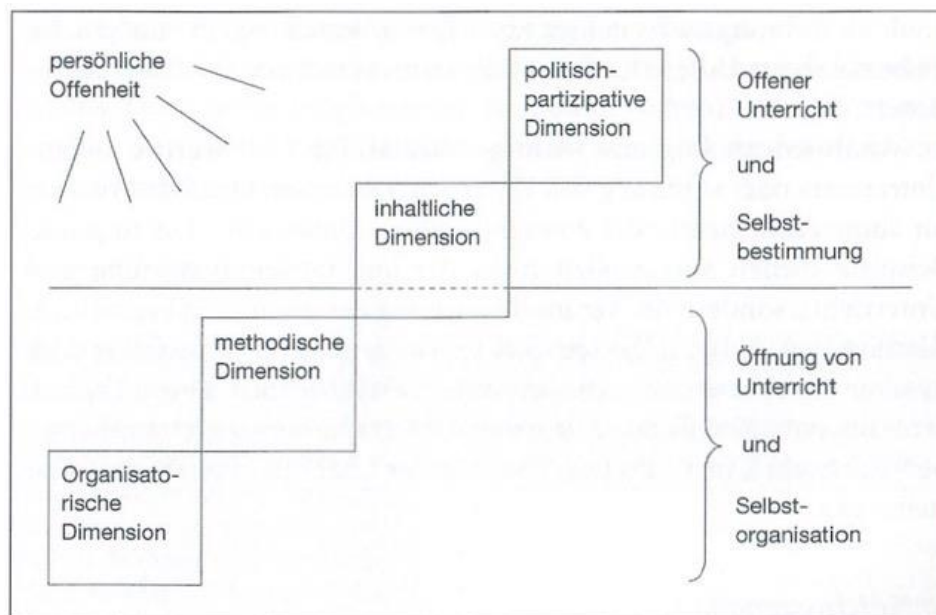 persönliche
Offenheit
politisch-
partizipative
Dimension
Offener
Unterricht
und
Selbst-
bestimmung
inhaltliche
Dimension
methodische
Dimension
Öffnung von
Unterricht
und
Selbst-
organisation
Organisato-
rische
Dimension